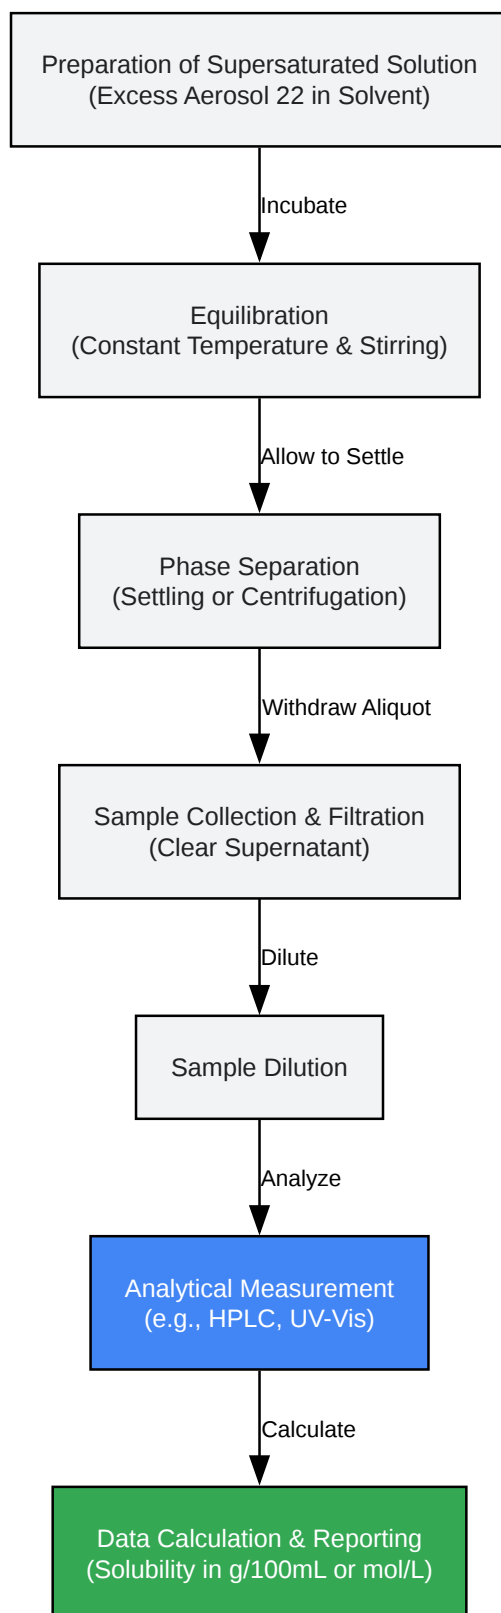 Preparation of Supersaturated Solution
(Excess Aerosol 22 in Solvent)
Incubate
Equilibration
(Constant Temperature & Stirring)
Allow to Settle
Phase Separation
(Settling or Centrifugation)
Withdraw Aliquot
Sample Collection & Filtration
(Clear Supernatant)
Dilute
Sample Dilution
Analyze
Analytical Measurement
(e.g., HPLC, UV-Vis)
Calculate
Data Calculation & Reporting
(Solubility in g/100mL or mol/L)